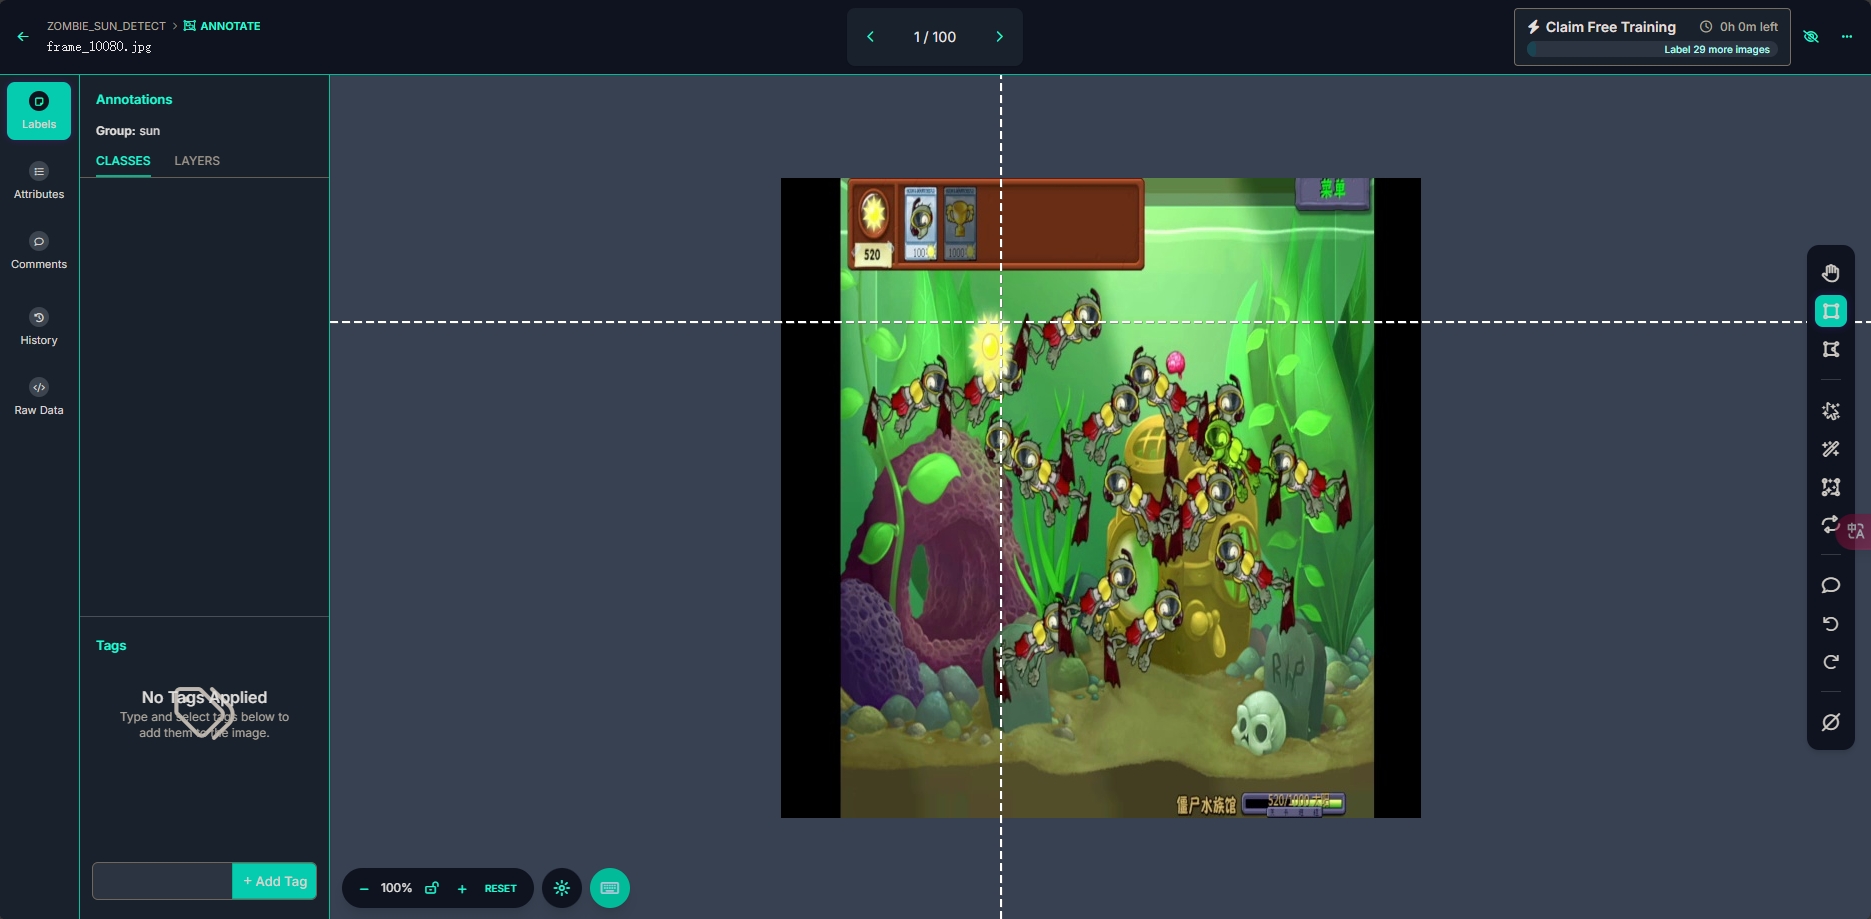 ZOMBIE_SUN_DETECT > ANNOTATE
frame_10080.jpg
1 / 100
Claim Free Training
0h 0m left
Label 29 more images
Labels
Attributes
Comments
History
Raw Data
Annotations
Group: sun
CLASSES
LAYERS
Tags
No Tags Applied
Type and select tags below to
add them to the image.
+ Add Tag
菜单
520
100
1000
RIP
僵尸水族馆
520/1000
100%
RESET
中A